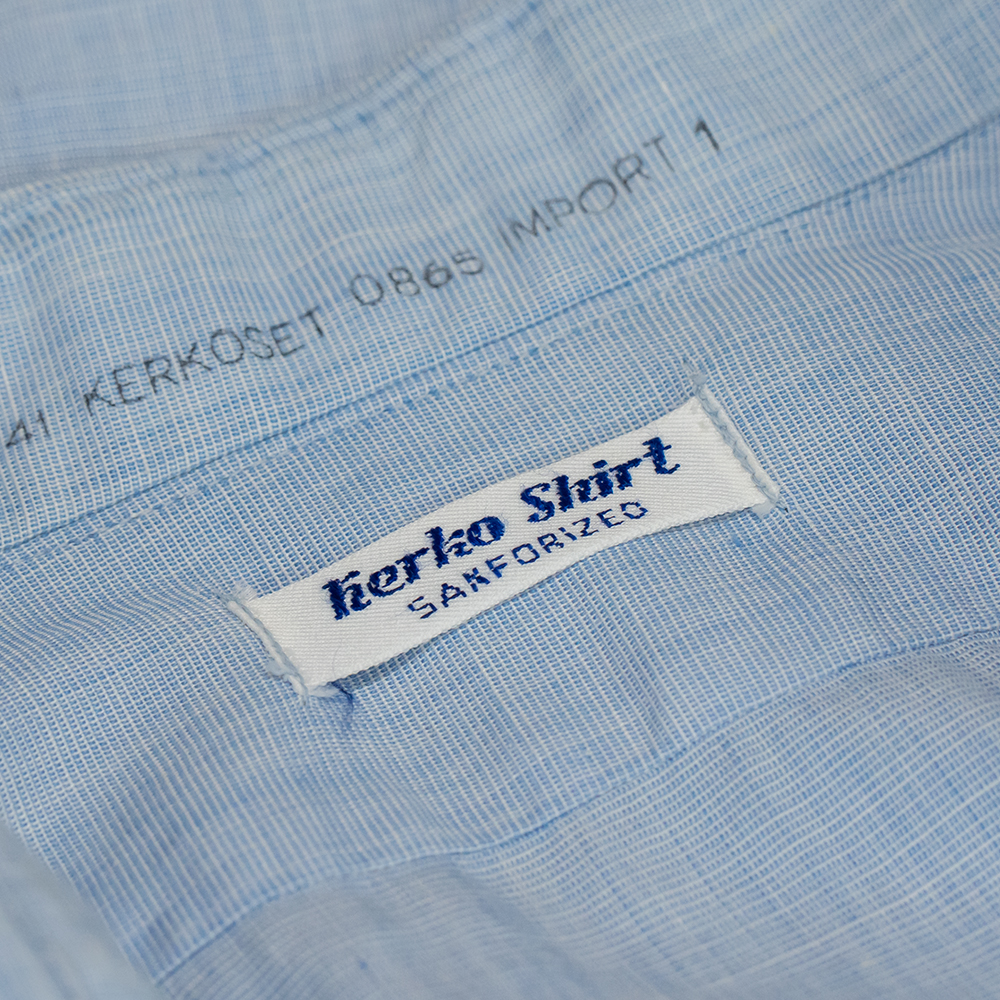 41 KERKOSET 0865 IMPORT 1
Kerko Shirt
SANFORIZED